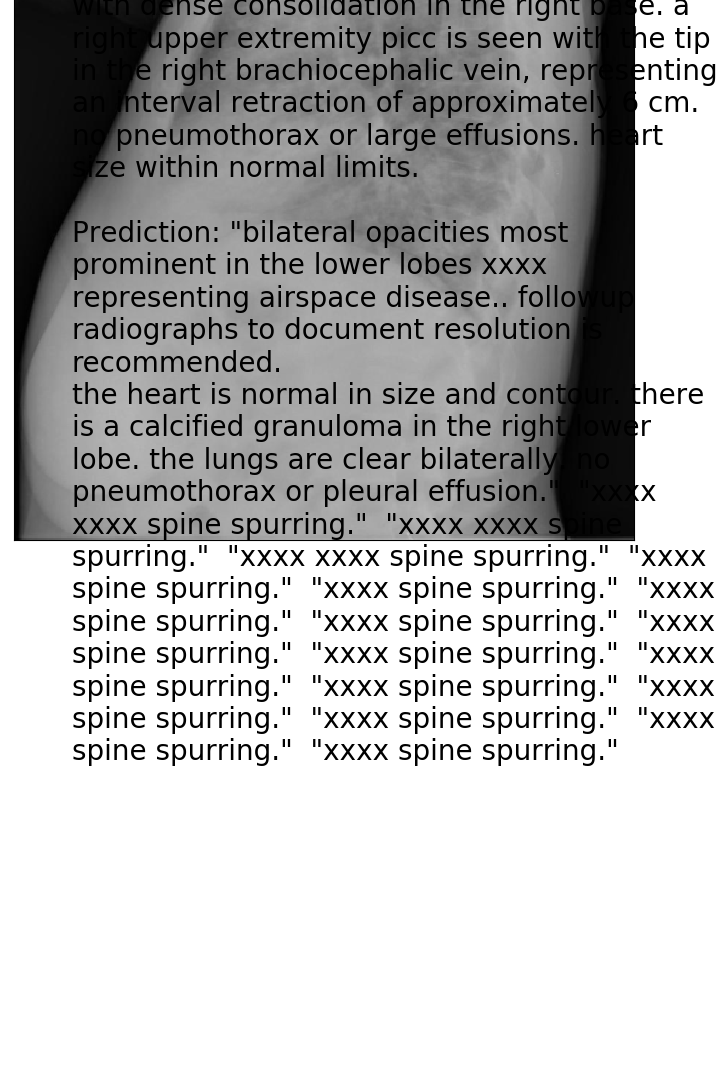 with dense consolidation in the right base. a
right upper extremity picc is seen with the tip
in the right brachiocephalic vein, representing
an interval retraction of approximately 6 cm.
no pneumothorax or large effusions. heart
size within normal limits.
Prediction: "bilateral opacities most
prominent in the lower lobes xxxx
representing airspace disease.. followup
radiographs to document resolution is
recommended.
the heart is normal in size and contour. there
is a calcified granuloma in the right lower
lobe. the lungs are clear bilaterally. no
pneumothorax or pleural effusion."  "xxxx
xxxx spine spurring."  "xxxx xxxx spine
spurring."  "xxxx xxxx spine spurring."  "xxxx
spine spurring."  "xxxx spine spurring."  "xxxx
spine spurring."  "xxxx spine spurring."  "xxxx
spine spurring."  "xxxx spine spurring."  "xxxx
spine spurring."  "xxxx spine spurring."  "xxxx
spine spurring."  "xxxx spine spurring."  "xxxx
spine spurring."  "xxxx spine spurring."